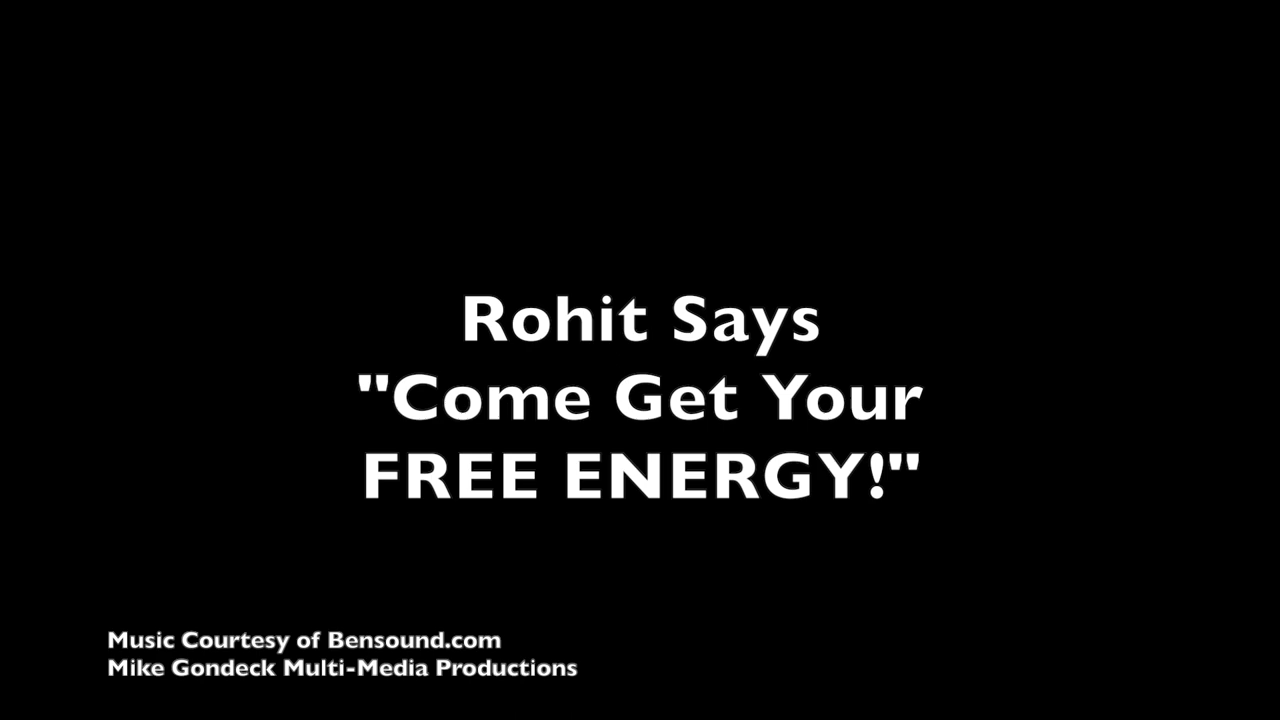 Rohit Says
"Come Get Your
FREE ENERGY!"
Music Courtesy of Bensound.com
Mike Gondeck Multi-Media Productions